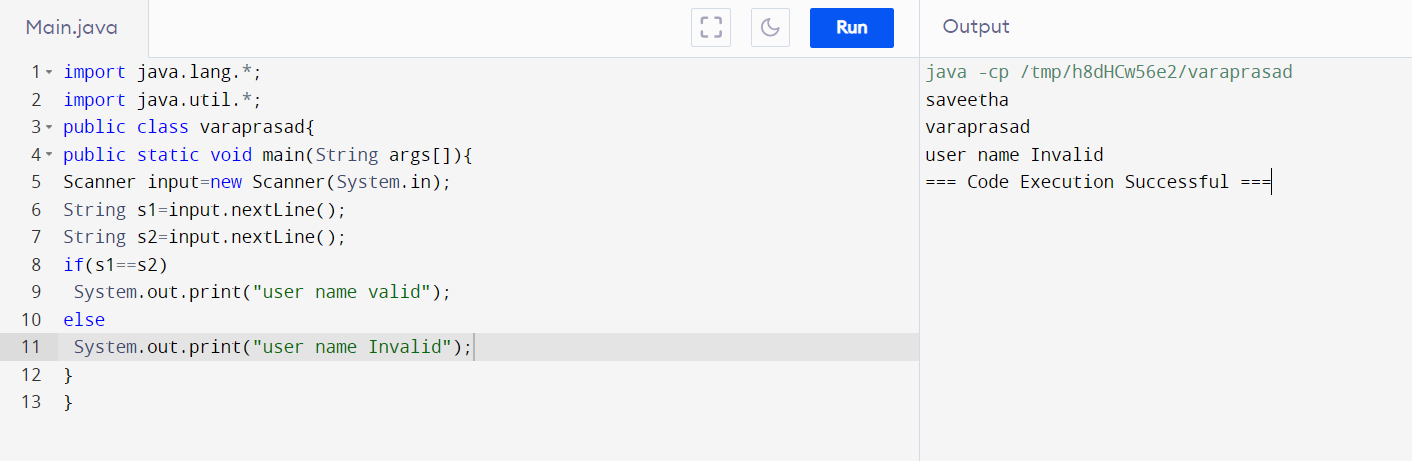 Main.java
Run
Output
1 import java.lang.*;
2 import java.util.*;
3 public class varaprasad{
4 public static void main(String args[]){
5 Scanner input=new Scanner(System.in);
6 String s1=input.nextLine();
7 String s2=input.nextLine();
8 if(s1==s2)
9  System.out.print("user name valid");
10 else
11  System.out.print("user name Invalid");
12 }
13 }
java -cp /tmp/h8dHCw56e2/varaprasad
saveetha
varaprasad
user name Invalid
=== Code Execution Successful ===